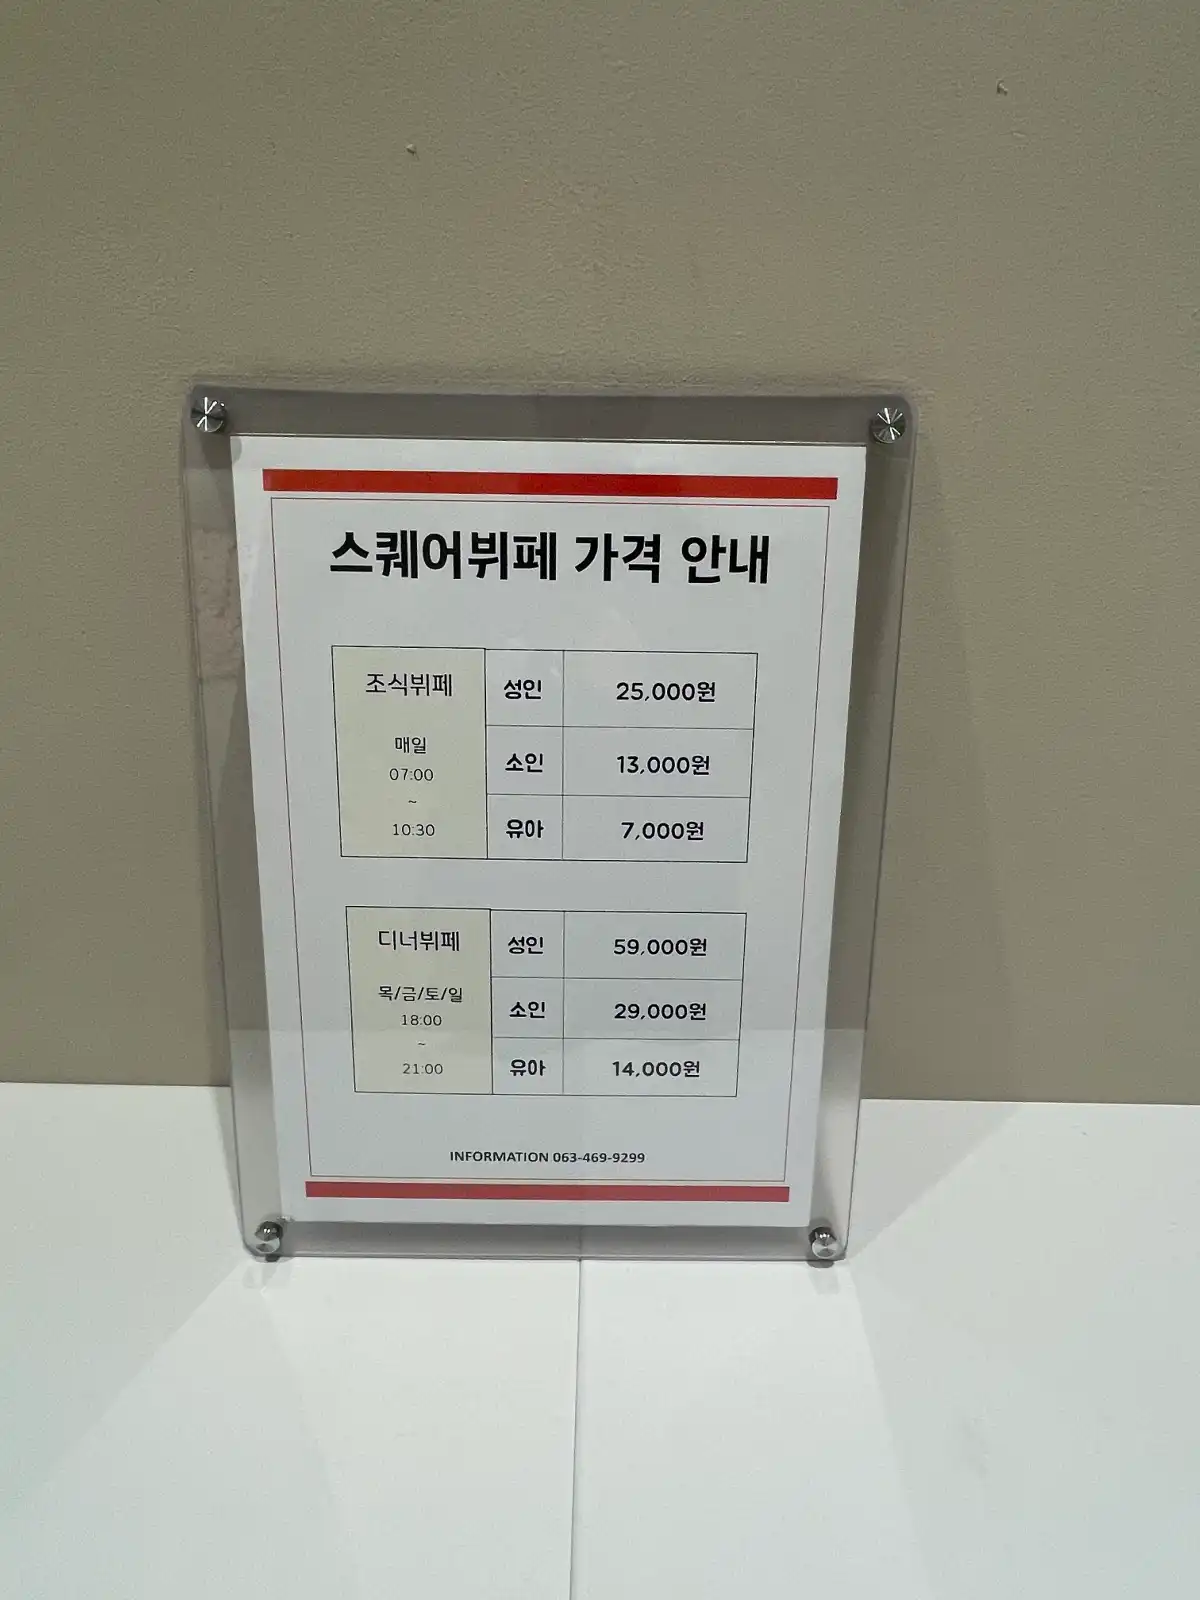 스퀘어뷔페 가격 안내
조식뷔페
매일
07:00
~
10:30
성인 25,000원
소인 13,000원
유아 7,000원
디너뷔페
목/금/토/일
18:00
~
21:00
성인 59,000원
소인 29,000원
유아 14,000원
INFORMATION 063-469-9299